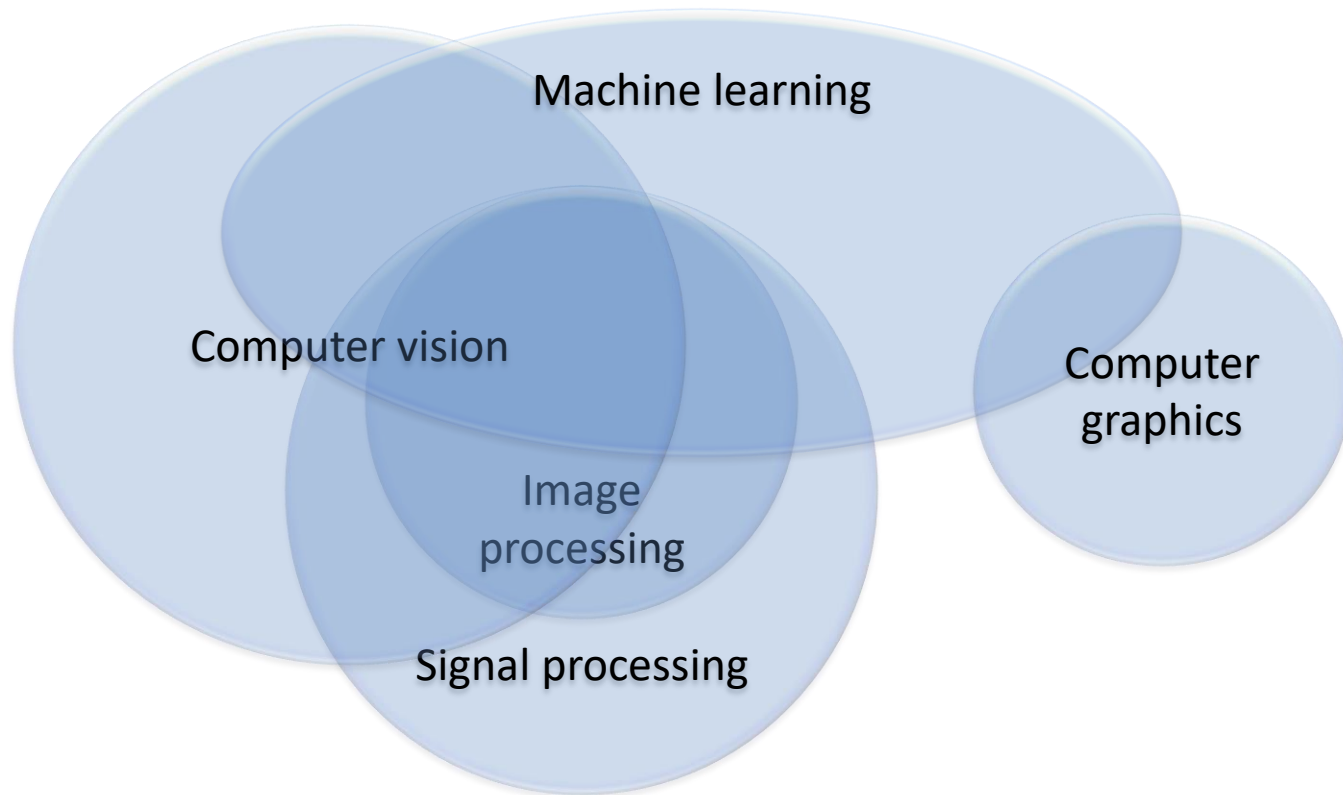 Machine learning
Computer vision
Computer
graphics
Image
processing
Signal processing